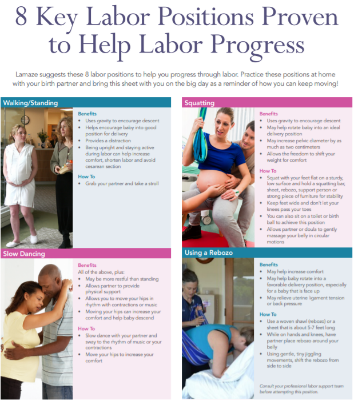 8 Key Labor Positions Proven
to Help Labor Progress
Lamaze suggests these 8 labor positions to help you progress through labor. Practice these positions at home
with your birth partner and bring this sheet with you on the big day as a reminder of how you can keep moving!
Walking/Standing
Benefits
Uses gravity to encourage descent
Helps encourage baby into good
position for delivery
Provides a distraction
Being upright and staying active
during labor can help increase
comfort, shorten labor and avoid
cesarean section
How To
Grab your partner and take a stroll
Squatting
Benefits
Uses gravity to encourage descent
May help rotate baby into an ideal
delivery position
May increase pelvic diameter by as
much as two centimeters
Allows the freedom to shift your
weight for comfort
How To
Squat with your feet flat on a sturdy,
low surface and hold a squatting bar,
sheet, rebozo, support person or
strong piece of furniture for stability
Keep feet wide and don't let your
knees pass your toes
You can also sit on a toilet or birth
ball to achieve this position
Allows partner or doula to gently
massage your belly in circular
motions
Slow Dancing
Benefits
All of the above, plus:
May be more restful than standing
Allows partner to provide
physical support
Allows you to move your hips in
rhythm with contractions or music
Moving your hips can increase your
comfort and help baby descend
How To
Slow dance with your partner and
sway to the rhythm of music or your
contractions
Move your hips to increase your
comfort
Using a Rebozo
Benefits
May help increase comfort
May help baby rotate into a
favorable delivery position, especially
for a baby that is face up
May relieve uterine ligament tension
or back pressure
How To
Use a woven shawl (rebozo) or a
sheet that is about 5-7 feet long
While on hands and knees, have
partner place rebozo around your
belly
Using gentle, tiny jiggling
movements, shift the rebozo from
side to side
Consult your professional labor support team
before attempting this position.